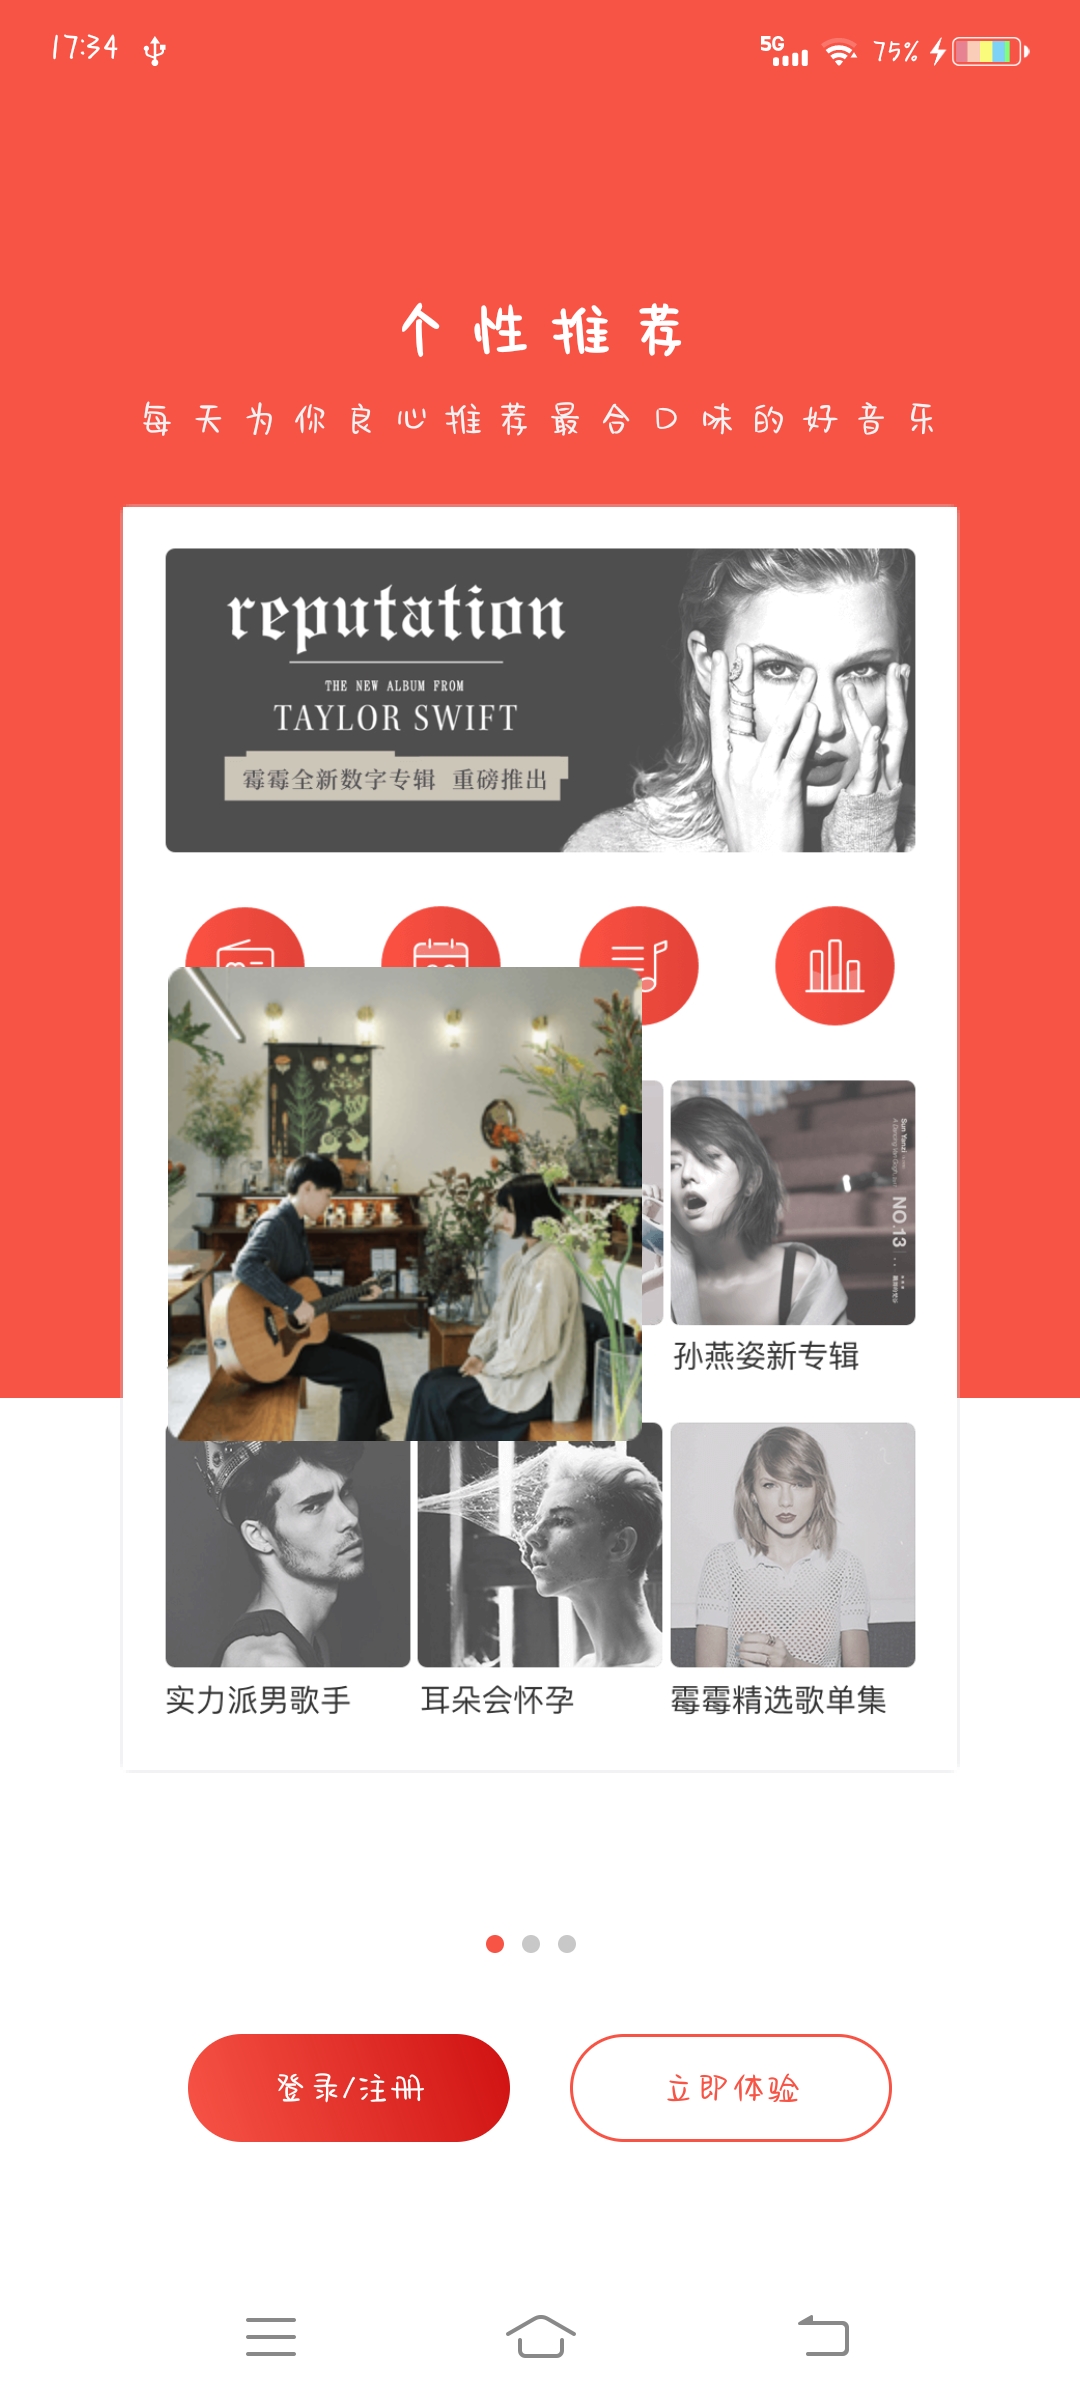 17:34
5G
75%
个性推荐
每天为你良心推荐最合口味的好音乐
reputation
THE NEW ALBUM FROM
TAYLOR SWIFT
霉霉全新数字专辑 重磅推出
Sun Yanzi
NO.13
孙燕姿新专辑
实力派男歌手
耳朵会怀孕
霉霉精选歌单集
登录/注册
立即体验